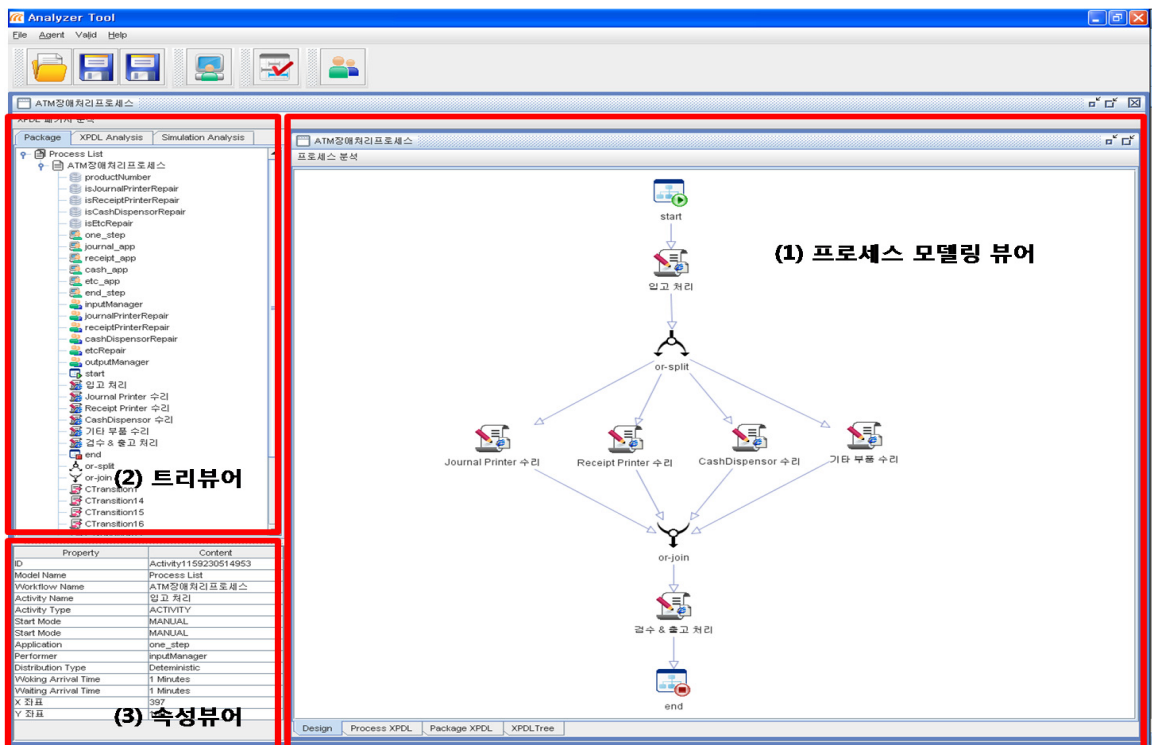 Analyzer Tool
File Agent Valid Help
ATM장애처리프로세스
XPDL 패키지 분석
Package XPDL Analysis Simulation Analysis
Process List
ATM장애처리프로세스
productNumber
isJournalPrinterRepair
isReceiptPrinterRepair
isCashDispensorRepair
isEtcRepair
one_step
journal_app
receipt_app
cash_app
etc_app
end_step
inputManager
journalPrinterRepair
receiptPrinterRepair
cashDispensorRepair
etcRepair
outputManager
start
입고 처리
Journal Printer 수리
Receipt Printer 수리
CashDispensor 수리
기타 부품 수리
검수 & 출고 처리
end
or-split
or-join
CTransition1
CTransition14
CTransition15
CTransition16
(2) 트리뷰어
Property Content
ID Activity1159230514953
Model Name Process List
Workflow Name ATM장애처리프로세스
Activity Name 입고 처리
Activity Type ACTIVITY
Start Mode MANUAL
Start Mode MANUAL
Application one_step
Performer inputManager
Distribution Type Deteministic
Woking Arrival Time 1 Minutes
Waiting Arrival Time 1 Minutes
X 좌표 397
Y 좌표
(3) 속성뷰어
ATM장애처리프로세스
프로세스 분석
start
(1) 프로세스 모델링 뷰어
입고 처리
or-split
Journal Printer 수리 Receipt Printer 수리 CashDispensor 수리 기타 부품 수리
or-join
검수 & 출고 처리
end
Design Process XPDL Package XPDL XPDLTree